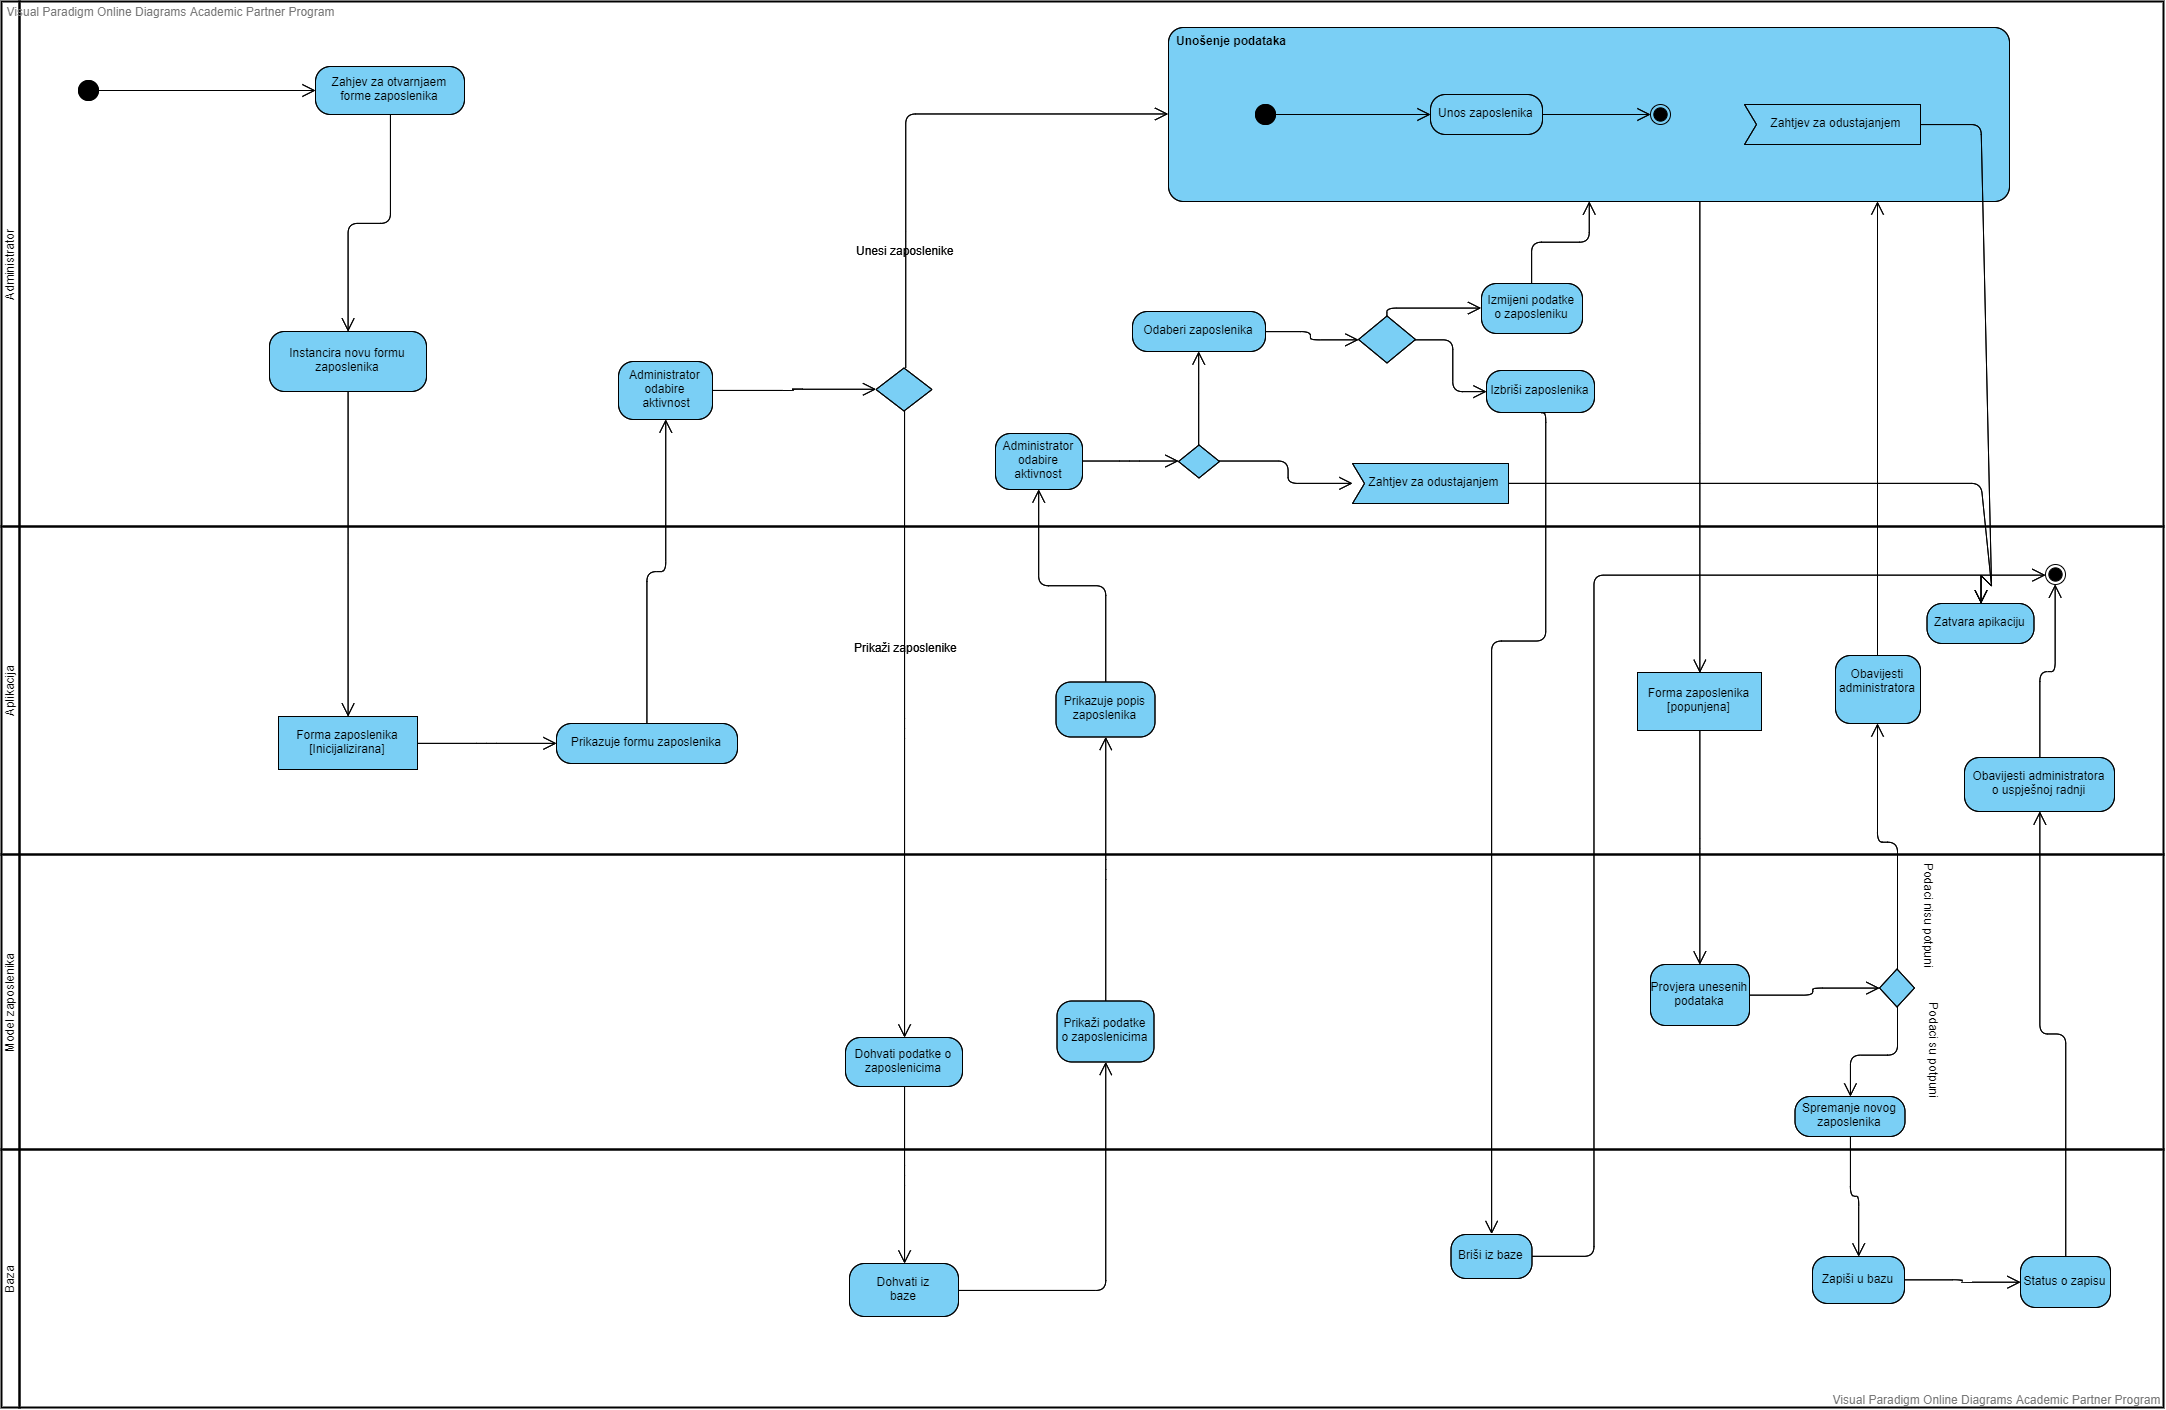 Visual Paradigm Online Diagrams Academic Partner Program
Administrator
Zahjev za otvarnjaem
forme zaposlenika
Instancira novu formu
zaposlenika
Administrator
odabire
aktivnost
Unesi zaposlenike
Unošenje podataka
Unos zaposlenika
Zahtjev za odustajanjem
Odaberi zaposlenika
Izmijeni podatke
o zaposleniku
Izbriši zaposlenika
Administrator
odabire
aktivnost
Zahtjev za odustajanjem
Aplikacija
Forma zaposlenika
[Inicijalizirana]
Prikazuje formu zaposlenika
Prikaži zaposlenike
Prikazuje popis
zaposlenika
Forma zaposlenika
[popunjena]
Obavijesti
administratora
Zatvara apikaciju
Obavijesti administratora
o uspješnoj radnji
Model zaposlenika
Dohvati podatke o
zaposlenicima
Prikaži podatke
o zaposlenicima
Provjera unesenih
podataka
Podaci nisu potpuni
Podaci su potpuni
Spremanje novog
zaposlenika
Baza
Dohvati iz
baze
Briši iz baze
Zapiši u bazu
Status o zapisu
Visual Paradigm Online Diagrams Academic Partner Program